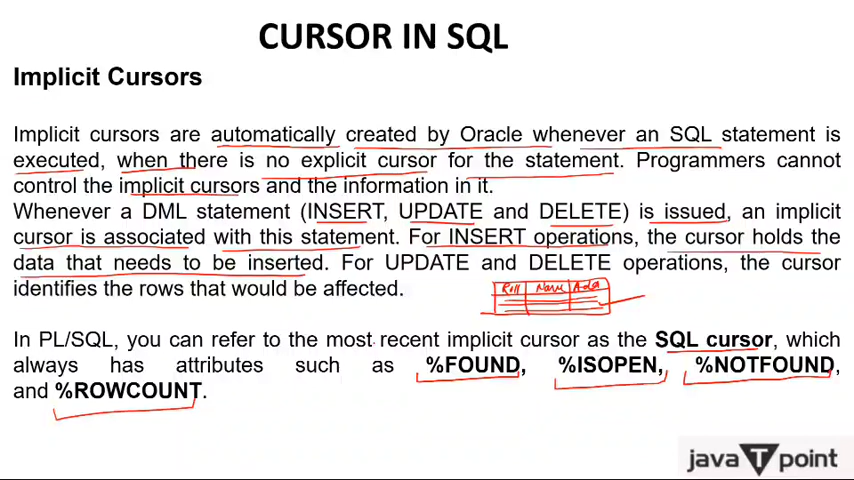 CURSOR IN SQL
Implicit Cursors
Implicit cursors are automatically created by Oracle whenever an SQL statement is
executed, when there is no explicit cursor for the statement. Programmers cannot
control the implicit cursors and the information in it.
Whenever a DML statement (INSERT, UPDATE and DELETE) is issued, an implicit
cursor is associated with this statement. For INSERT operations, the cursor holds the
data that needs to be inserted. For UPDATE and DELETE operations, the cursor
identifies the rows that would be affected.
Roll Name
In PL/SQL, you can refer to the most recent implicit cursor as the SQL cursor, which
always has attributes such as %FOUND, %ISOPEN, %NOTFOUND,
and %ROWCOUNT.
java T point